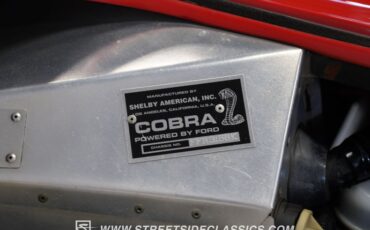 MANUFACTURED BY
SHELBY AMERICAN, INC.
LOS ANGELES, CALIFORNIA, U.S.A.
COBRA
POWERED BY FORD
CHASSIS NO.
WWW.STREETSIDECLASSICS.COM